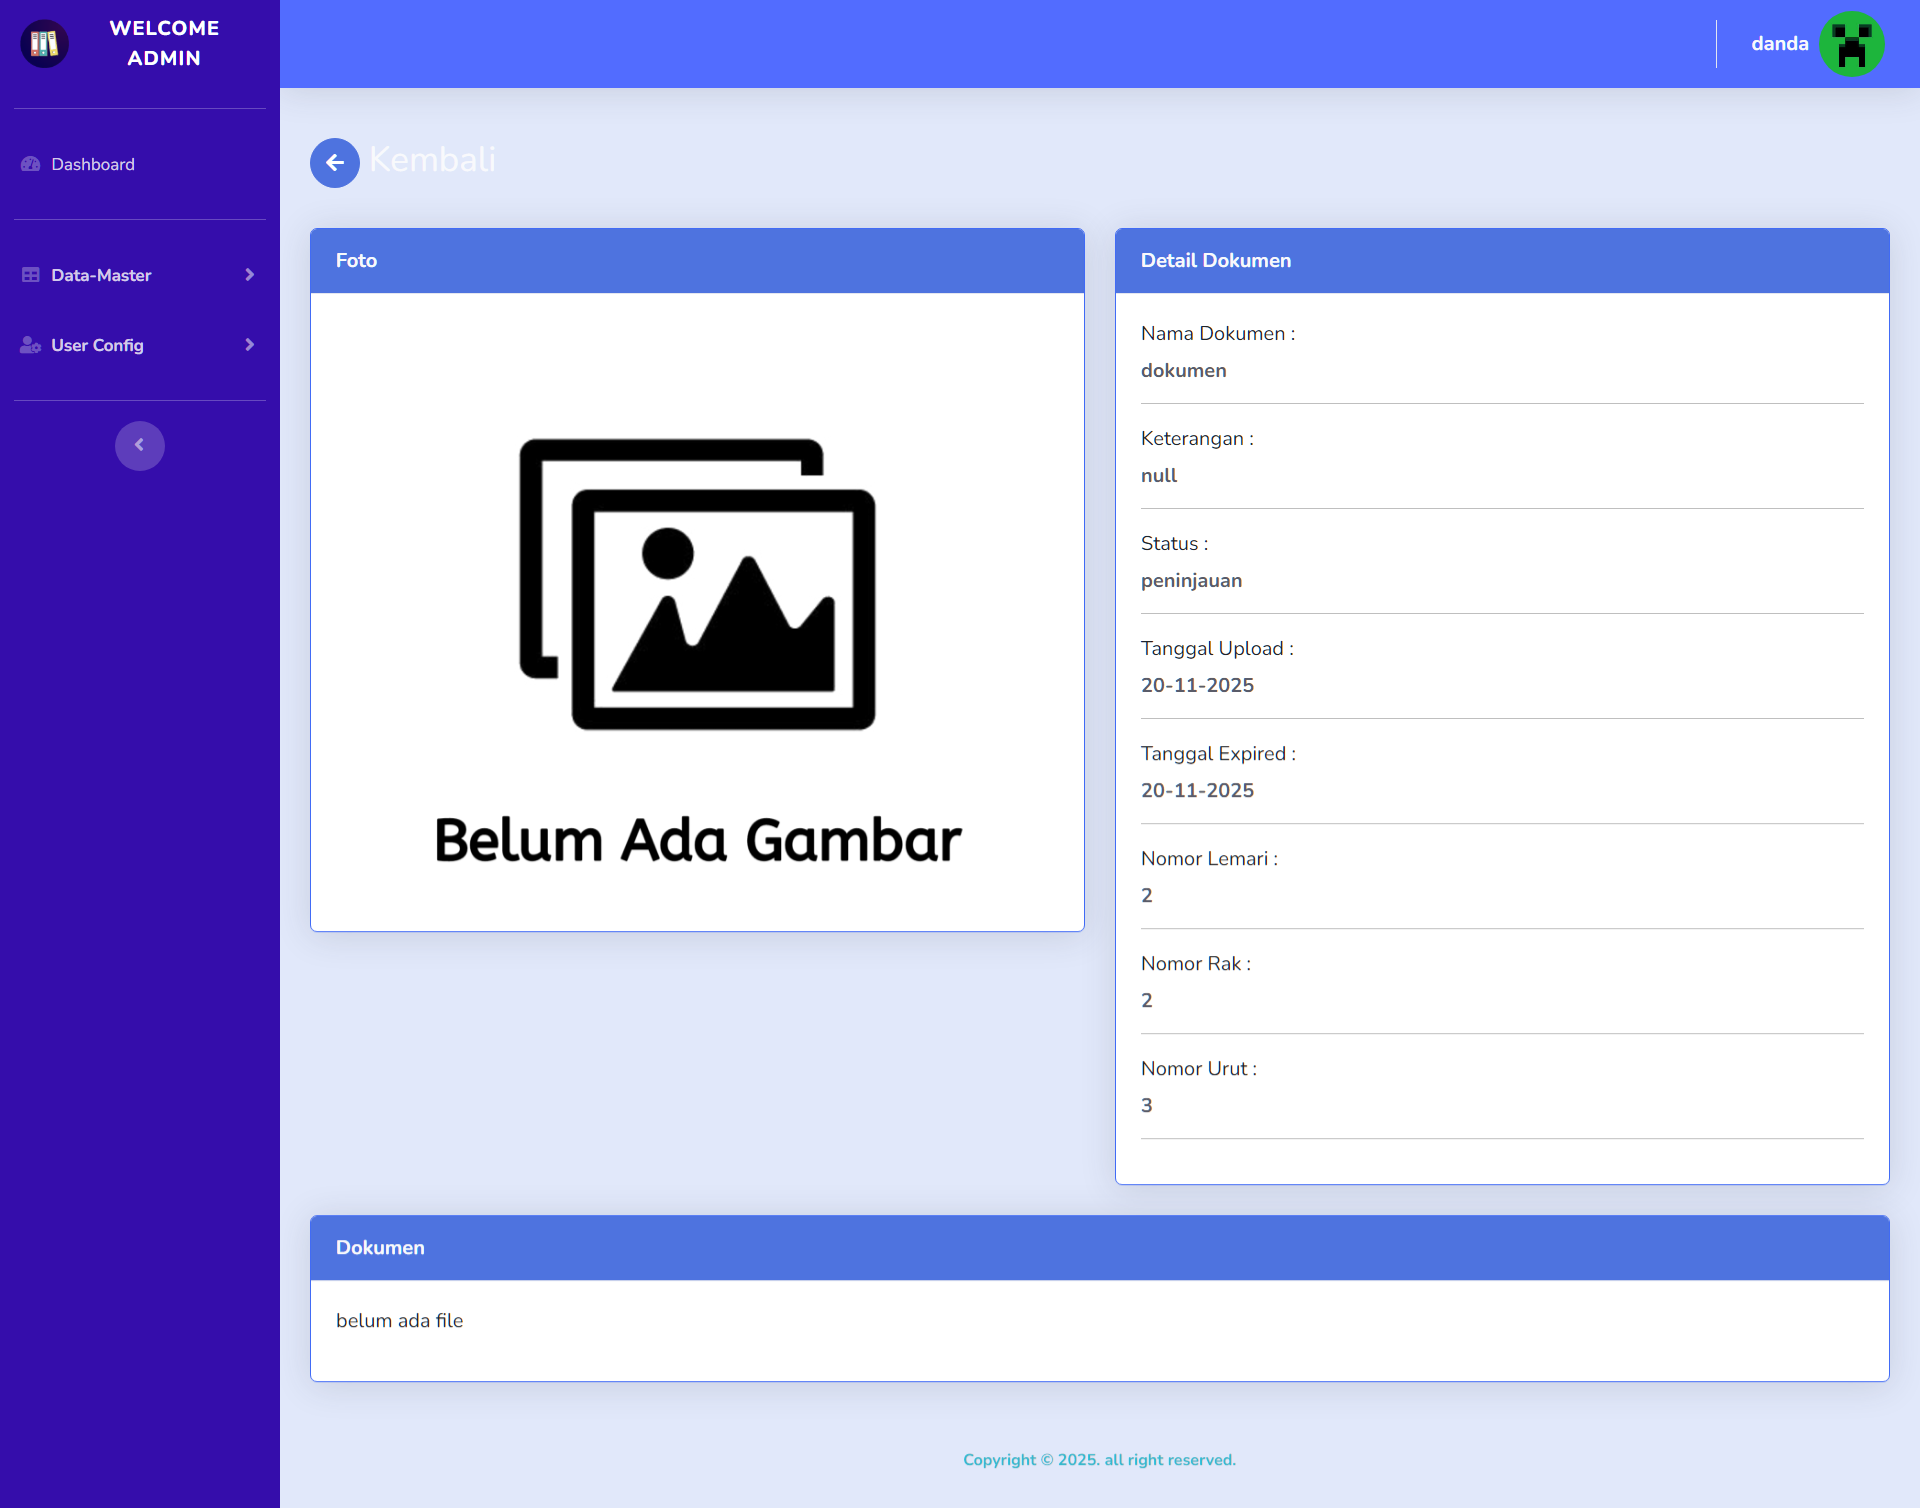 WELCOME
ADMIN
danda
Dashboard
Data-Master
User Config
Kembali
Foto
Belum Ada Gambar
Detail Dokumen
Nama Dokumen :
dokumen
Keterangan :
null
Status :
peninjauan
Tanggal Upload :
20-11-2025
Tanggal Expired :
20-11-2025
Nomor Lemari :
2
Nomor Rak :
2
Nomor Urut :
3
Dokumen
belum ada file
Copyright © 2025. all right reserved.